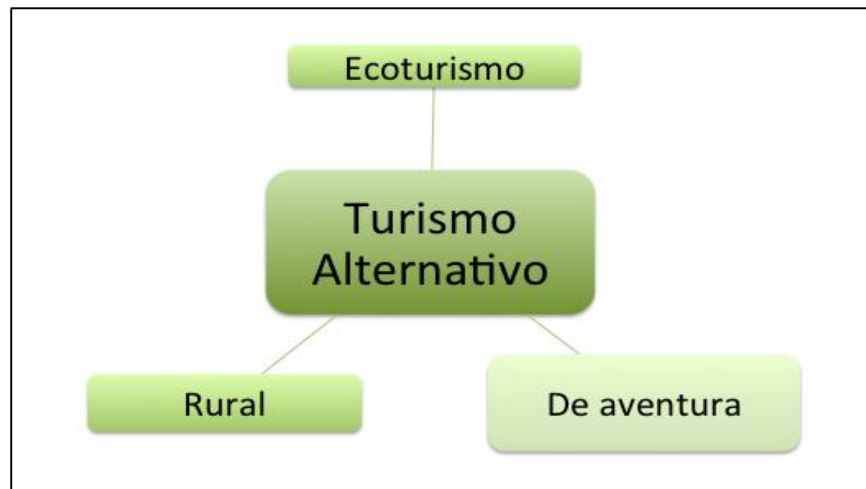 Ecoturismo
Turismo
Alternativo
Rural
De aventura